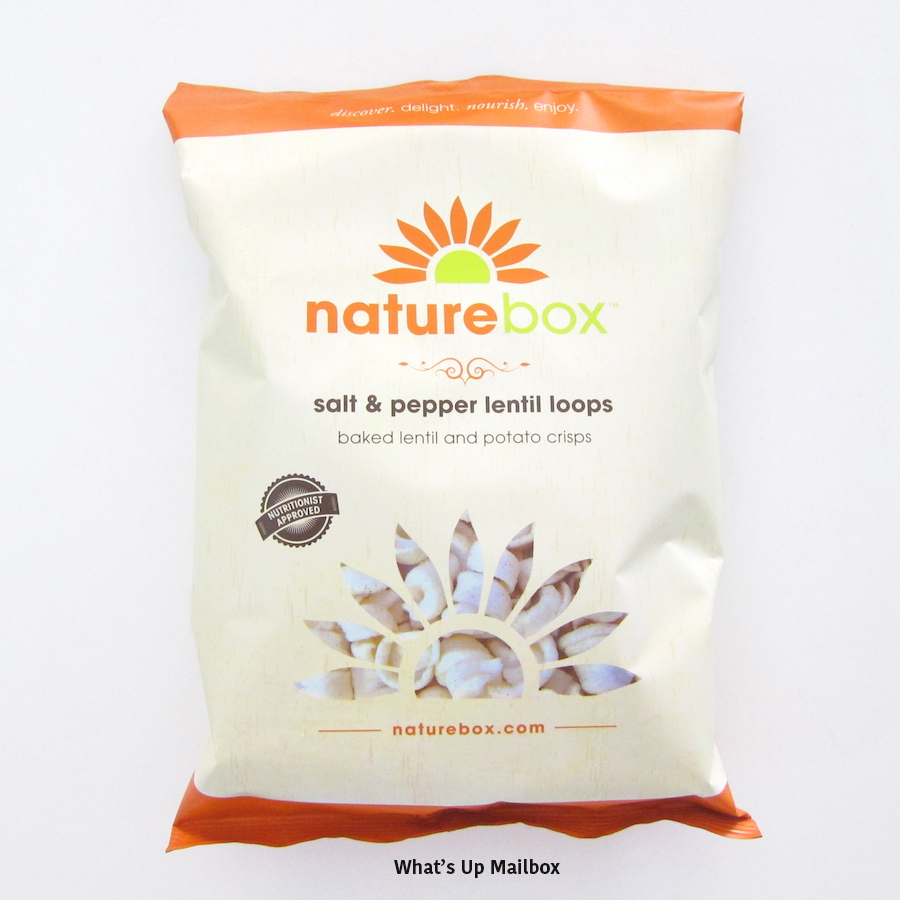 discover. delight. nourish. enjoy.
naturebox™
salt & pepper lentil loops
baked lentil and potato crisps
NUTRITIONIST
APPROVED
naturebox.com
What's Up Mailbox